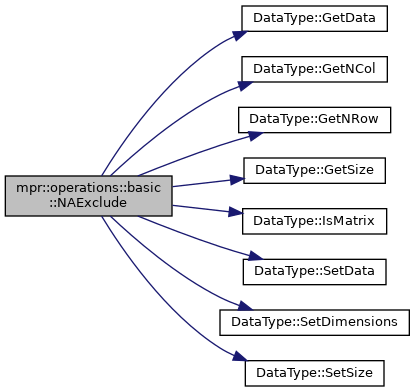 mpr::operations::basic
::NAExclude
DataType::GetData
DataType::GetNCol
DataType::GetNRow
DataType::GetSize
DataType::IsMatrix
DataType::SetData
DataType::SetDimensions
DataType::SetSize